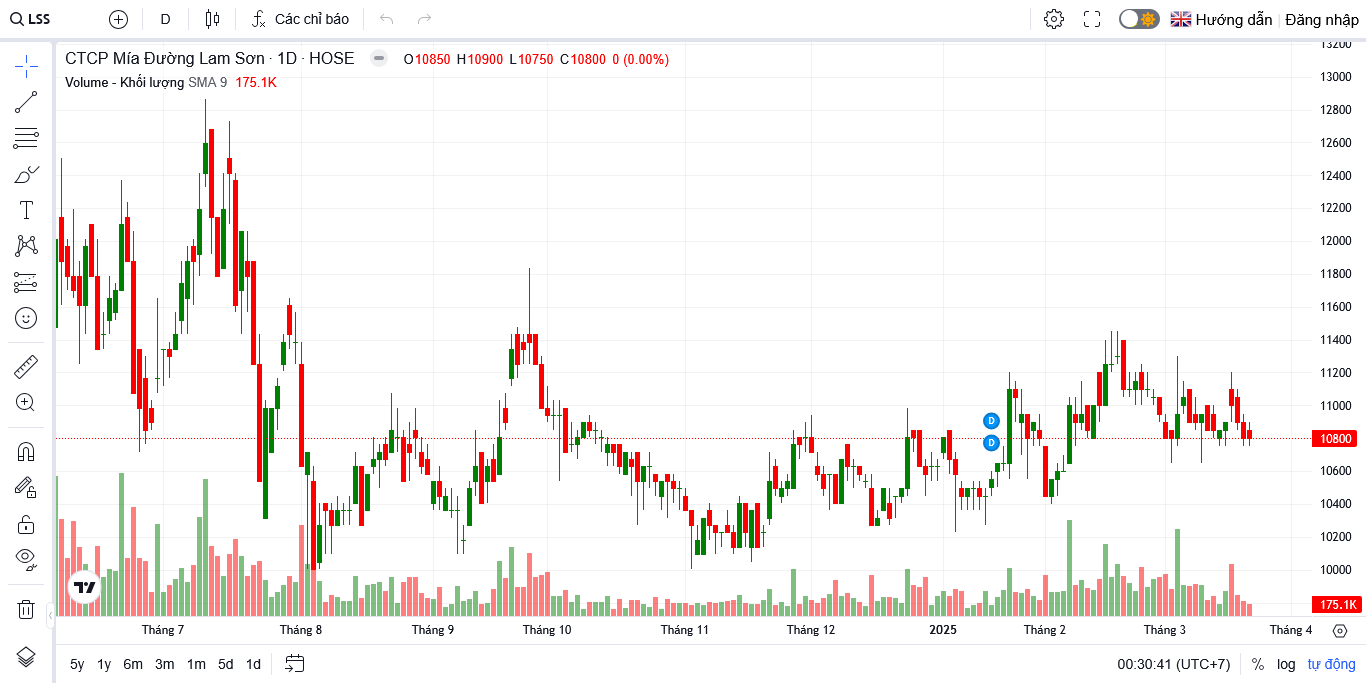 LSS D Các chỉ báo Hướng dẫn Đăng nhập
CTCP Mía Đường Lam Sơn · 1D · HOSE O10850 H10900 L10750 C10800 0 (0.00%)
Volume - Khối lượng SMA 9 175.1K
13200
13000
12800
12600
12400
12200
12000
11800
11600
11400
11200
11000
D
10800
D
10600
10400
10200
10000
175.1K
Tháng 7 Tháng 8 Tháng 9 Tháng 10 Tháng 11 Tháng 12 2025 Tháng 2 Tháng 3 Tháng 4
5y 1y 6m 3m 1m 5d 1d 00:30:41 (UTC+7) % log tự động